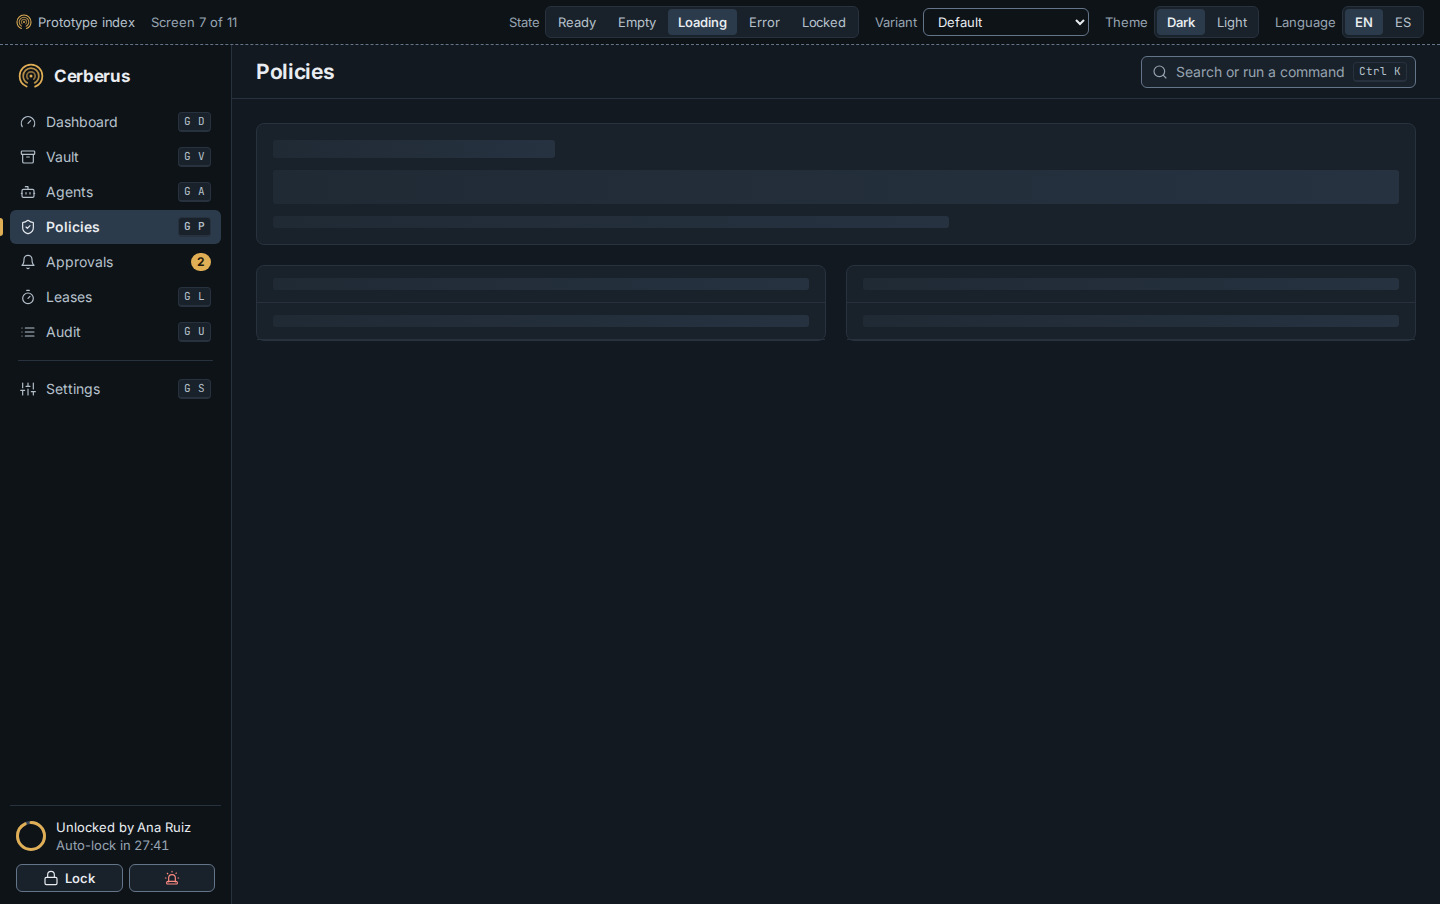 Prototype index Screen 7 of 11 State Ready Empty Loading Error Locked Variant Default Theme Dark Light Language EN ES
Cerberus
Policies
Search or run a command Ctrl K
Dashboard G D
Vault G V
Agents G A
Policies G P
Approvals 2
Leases G L
Audit G U
Settings G S
Unlocked by Ana Ruiz
Auto-lock in 27:41
Lock